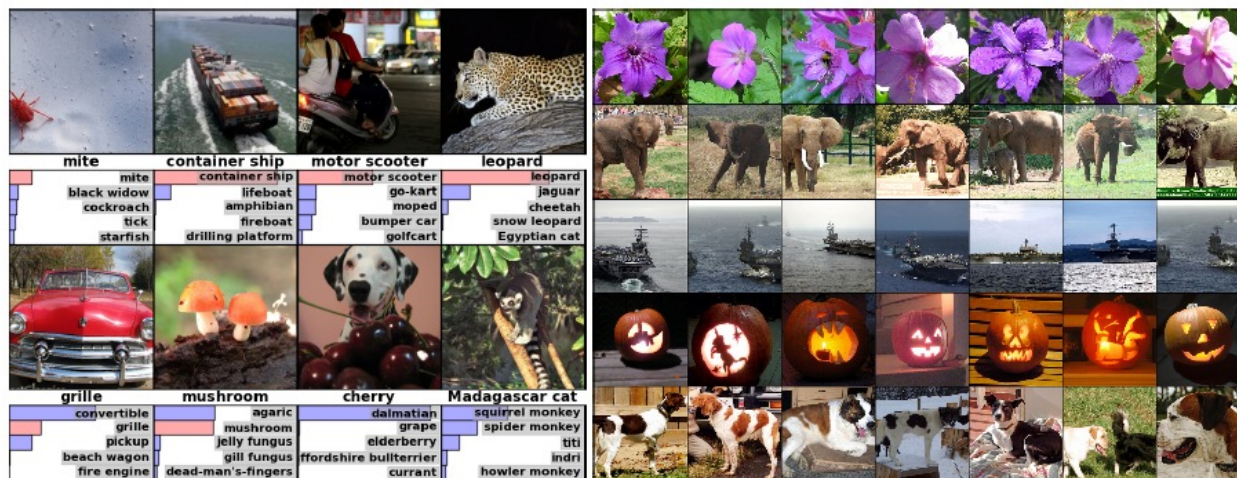 mite container ship motor scooter leopard
mite container ship motor scooter leopard
black widow lifeboat go-kart jaguar
cockroach amphibian moped cheetah
tick fireboat bumper car snow leopard
starfish drilling platform golfcart Egyptian cat
grille mushroom cherry Madagascar cat
convertible agaric dalmatian squirrel monkey
grille mushroom grape spider monkey
pickup jelly fungus elderberry titi
beach wagon gill fungus ffordshire bullterrier indri
fire engine dead-man's-fingers currant howler monkey